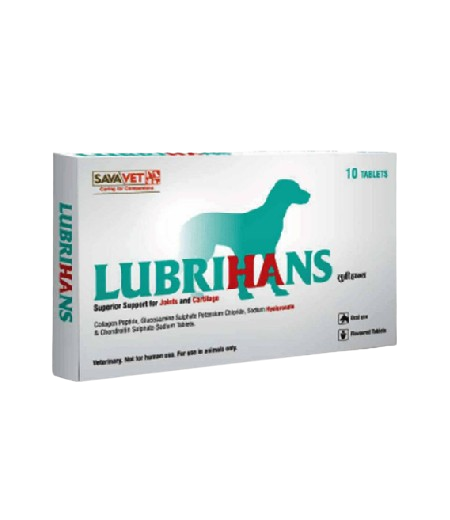 SAVAVET
Caring for Companions
10 TABLETS
LUBRIHANS
LUBRIHANS
लुब्रीहान्स
Superior Support for Joints and Cartilage
Collagen Peptide, Glucosamine Sulphate Potassium Chloride, Sodium Hyaluronate
& Chondroitin Sulphate Sodium Tablets.
Oral use
Flavoured Tablets
Veterinary. Not for human use. For use in animals only.